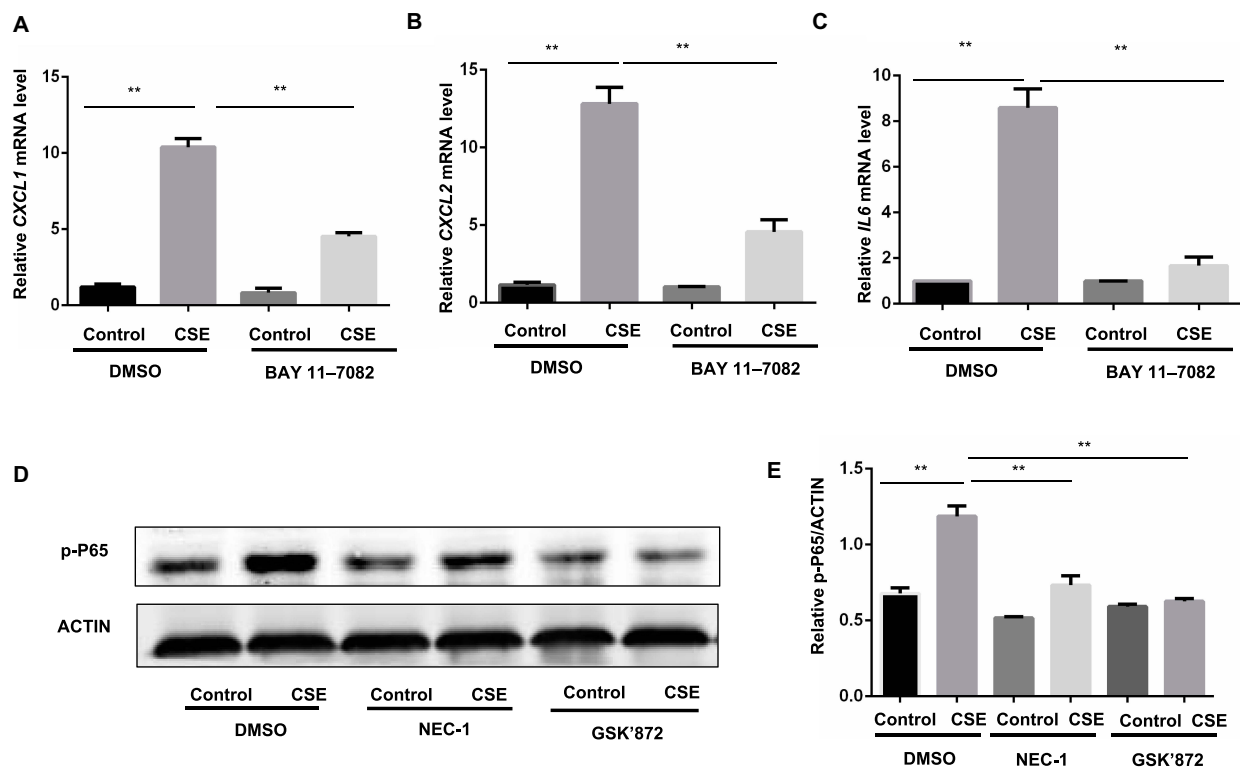 A
Relative CXCL1 mRNA level
15
10
5
0
**
**
Control CSE Control CSE
DMSO BAY 11–7082
B
Relative CXCL2 mRNA level
15
10
5
0
**
**
Control CSE Control CSE
DMSO BAY 11–7082
C
Relative IL6 mRNA level
10
8
6
4
2
0
**
**
Control CSE Control CSE
DMSO BAY 11–7082
D
p-P65
ACTIN
Control CSE Control CSE Control CSE
DMSO NEC-1 GSK'872
E
Relative p-P65/ACTIN
1.5
1.0
0.5
0.0
**
**
**
Control CSE Control CSE Control CSE
DMSO NEC-1 GSK'872